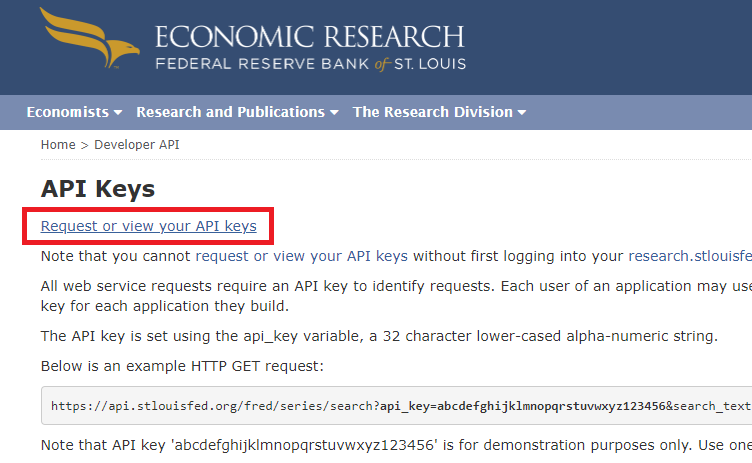 ECONOMIC RESEARCH
FEDERAL RESERVE BANK of ST. LOUIS
Economists Research and Publications The Research Division
Home > Developer API
API Keys
Request or view your API keys
Note that you cannot request or view your API keys without first logging into your research.stlouisfe
All web service requests require an API key to identify requests. Each user of an application may use
key for each application they build.
The API key is set using the api_key variable, a 32 character lower-cased alpha-numeric string.
Below is an example HTTP GET request:
https://api.stlouisfed.org/fred/series/search?api_key=abcdefghijklmnopqrstuvwxyz123456&search_text
Note that API key 'abcdefghijklmnopqrstuvwxyz123456' is for demonstration purposes only. Use one